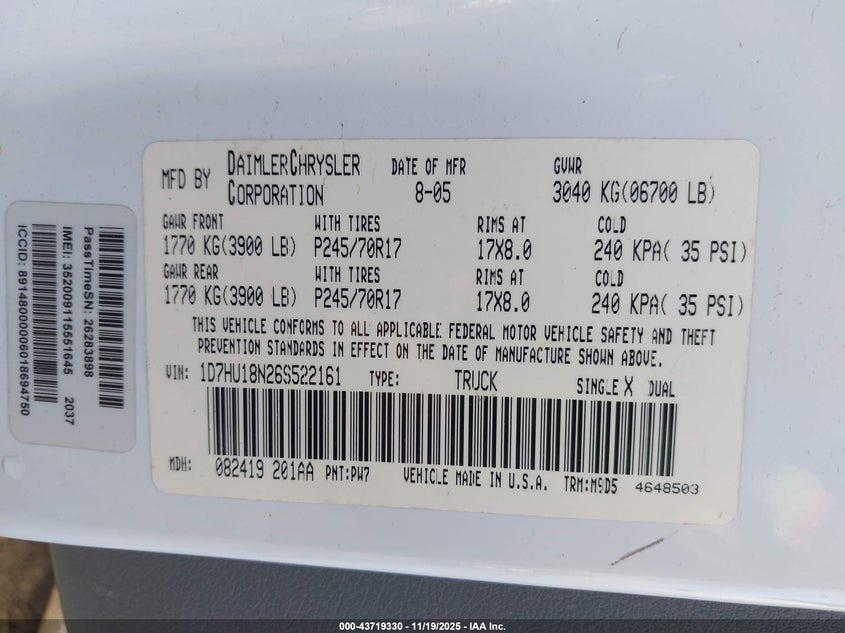 MFD BY DAIMLERCHRYSLER CORPORATION DATE OF MFR 8-05 GVWR 3040 KG(06700 LB)
GAWR FRONT WITH TIRES RIMS AT COLD
1770 KG(3900 LB) P245/70R17 17X8.0 240 KPA( 35 PSI)
GAWR REAR WITH TIRES RIMS AT COLD
1770 KG(3900 LB) P245/70R17 17X8.0 240 KPA( 35 PSI)
THIS VEHICLE CONFORMS TO ALL APPLICABLE FEDERAL MOTOR VEHICLE SAFETY AND THEFT
PREVENTION STANDARDS IN EFFECT ON THE DATE OF MANUFACTURE SHOWN ABOVE.
VIN: 1D7HU18N26S522161 TYPE: TRUCK SINGLE X DUAL
MDH: 082419 201AA PNT:PW7 VEHICLE MADE IN U.S.A. TRM:M9D5 4648503
PassTimeSN: 26283898
IMEI: 352009115551645 2037
ICCID: 89148000006018694750
000-43719330 - 11/19/2025 - IAA Inc.